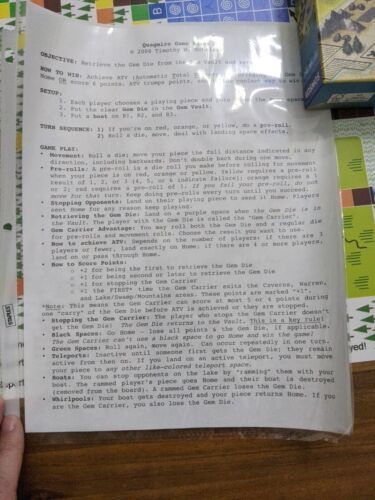 Quagmire Game Rules
© 2006 Timothy W.
OBJECTIVE: Retrieve the Gem Die from the Vault and
HOW TO WIN: Achieve ATV (Automatic Total
Home OR score 6 points. ATV trumps points,
SETUP:
1. Each player chooses a playing piece and
2. Put the clear Gem Die in the Gem Vault.
3. Put a boat on B1, B2, and B3.
TURN SEQUENCE: 1) If you're on red, orange, or yellow, do a pre-roll.
2) Roll a die, move, deal with landing space effects.
GAME PLAY:
• Movement: Roll a die; move your piece the full distance indicated in any
direction, including backwards. Don't double back during one move.
• Pre-rolls: A pre-roll is a die roll you make before rolling for movement
when your piece is on red, orange or yellow. Yellow requires a pre-roll
result of 1, 2, or 3 (4, 5, or 6 indicate failure); orange requires a 1
or 2; red requires a pre-roll of 1. If you fail your pre-roll, do not
move for that turn. Keep doing pre-rolls every turn until you succeed.
• Stopping Opponents: Land on their playing piece to send it Home. Players
sent Home for any reason keep playing.
• Retrieving the Gem Die: Land on a purple space when the Gem Die is in
the Vault. The player with the Gem Die is called the "Gem Carrier".
• Gem Carrier Advantage: You may roll both the Gem Die and a regular die
for pre-rolls and movement rolls. Choose the result you want to use.
• How to achieve ATV: Depends on the number of players: if there are 3
players or fewer, land exactly on Home; if there are 4 or more players,
land on or pass through Home.
• How to Score Points:
+2 for being the first to retrieve the Gem Die
+1 for being second or later to retrieve the Gem Die
+1 for stopping the Gem Carrier
+1 the FIRST* time the Gem Carrier exits the Caverns, Warren,
and Lake/Swamp/Mountains areas. These points are marked "+1".
*Note: This means the Gem Carrier can score at most 5 or 4 points during
one "carry" of the Gem Die before ATV is achieved or they are stopped.
• Stopping the Gem Carrier: The player who stops the Gem Carrier doesn't
get the Gem Die! The Gem Die returns to the Vault. This is a key rule!
• Black Spaces: Go Home - lose all points & the Gem Die, if applicable.
The Gem Carrier can't use a black space to go Home and win the game!
• Green Spaces: Roll again, move again. Can occur repeatedly in one turn.
• Teleports: Inactive until someone first gets the Gem Die; they remain
active from then on. If you land on an active teleport, you must move
your piece to any other like-colored teleport space.
• Boats: You can stop opponents on the lake by "ramming" them with your
boat. The rammed player's piece goes Home and their boat is destroyed
(removed from the board). A rammed Gem Carrier loses the Gem Die.
• Whirlpools: Your boat gets destroyed and your piece returns Home. If you
are the Gem Carrier, you also lose the Gem Die.